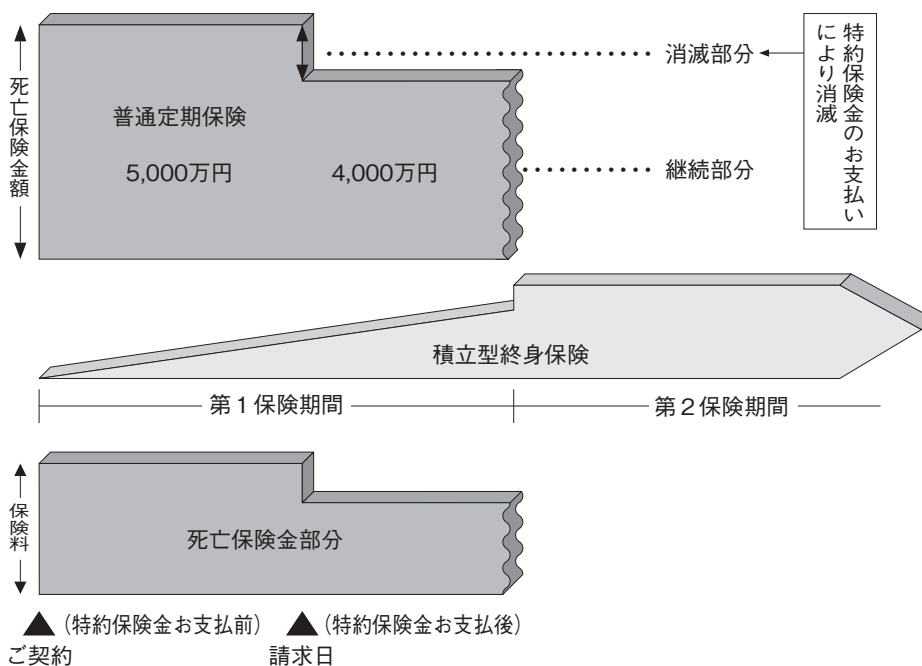 死亡保険金額
普通定期保険
5,000万円
4,000万円
消滅部分
継続部分
特約保険金のお支払い
により消滅
積立型終身保険
第1保険期間
第2保険期間
保険料
死亡保険金部分
▲(特約保険金お支払前)
▲(特約保険金お支払後)
ご契約
請求日